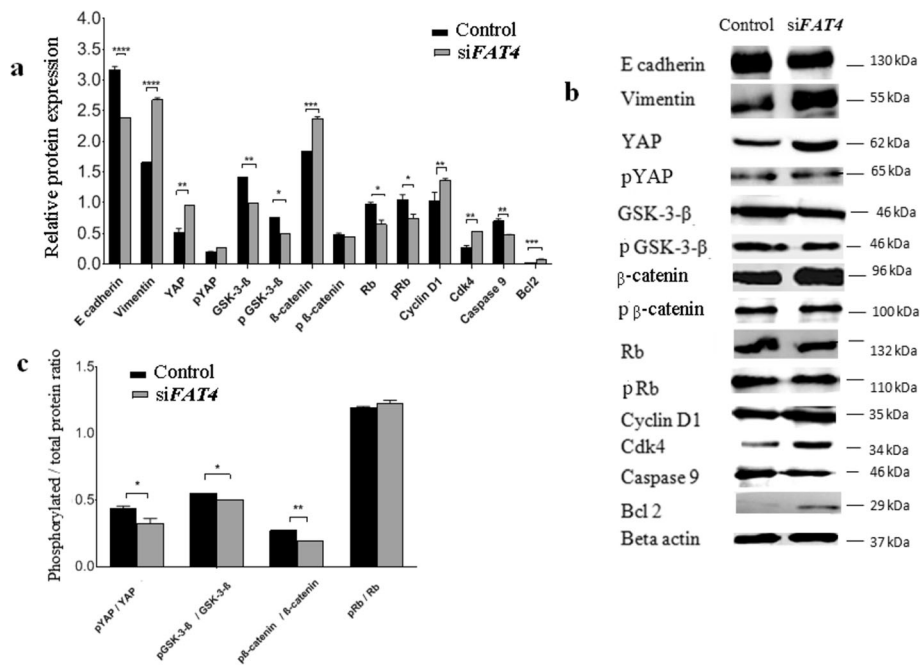 a
Relative protein expression
4.0
3.5
3.0
2.5
2.0
1.5
1.0
0.5
0.0
Control
siFAT4
****
****
**
**
*
***
*
*
**
**
**
***
E cadherin
Vimentin
YAP
pYAP
GSK-3-ß
p GSK-3-ß
ß-catenin
p ß-catenin
Rb
pRb
Cyclin D1
Cdk4
Caspase 9
Bcl2
b
Control siFAT4
E cadherin 130 kDa
Vimentin 55 kDa
YAP 62 kDa
pYAP 65 kDa
GSK-3-β 46 kDa
p GSK-3-β 46 kDa
β-catenin 96 kDa
p β-catenin 100 kDa
Rb 132 kDa
p Rb 110 kDa
Cyclin D1 35 kDa
Cdk4 34 kDa
Caspase 9 46 kDa
Bcl 2 29 kDa
Beta actin 37 kDa
c
Phosphorylated / total protein ratio
1.5
1.0
0.5
0.0
Control
siFAT4
*
*
**
pYAP / YAP
pGSK-3-ß / GSK-3-ß
pß-catenin / ß-catenin
pRb / Rb